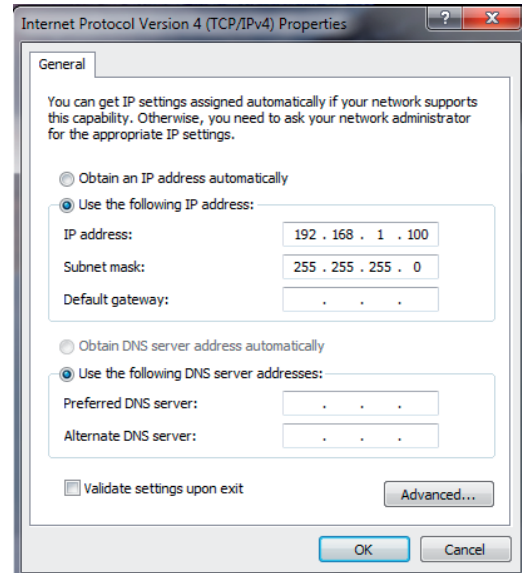 Internet Protocol Version 4 (TCP/IPv4) Properties
General
You can get IP settings assigned automatically if your network supports
this capability. Otherwise, you need to ask your network administrator
for the appropriate IP settings.
Obtain an IP address automatically
Use the following IP address:
IP address: 192 . 168 . 1 . 100
Subnet mask: 255 . 255 . 255 . 0
Default gateway: . . .
Obtain DNS server address automatically
Use the following DNS server addresses:
Preferred DNS server: . . .
Alternate DNS server: . . .
Validate settings upon exit
Advanced...
OK Cancel